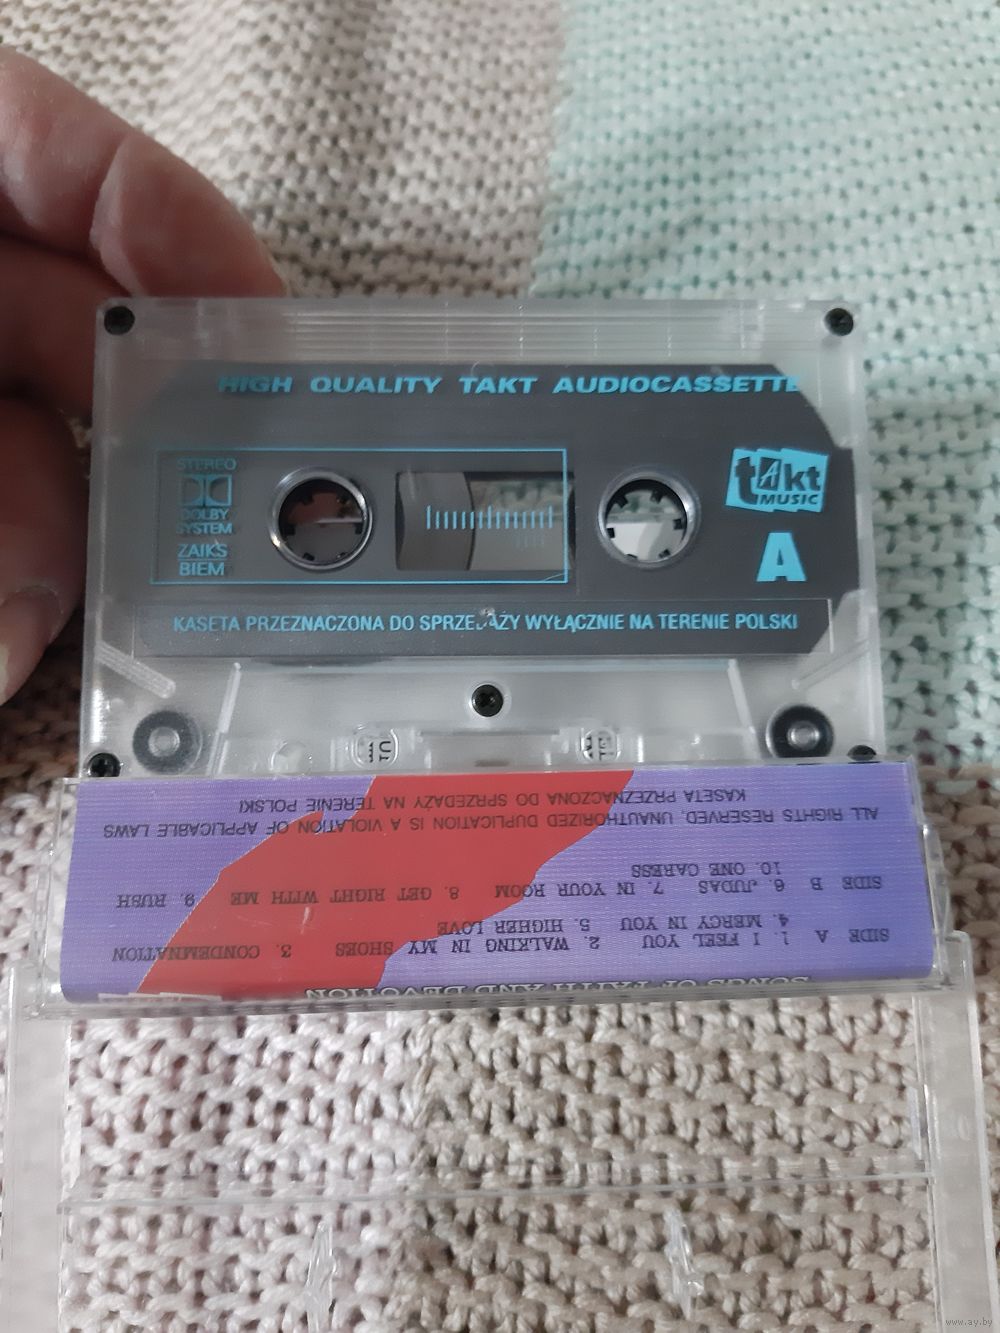 HIGH QUALITY TAKT AUDIOCASSETTE
STEREO
DOLBY
SYSTEM
ZAIKS
BIEM
takt
MUSIC
A
KASETA PRZEZNACZONA DO SPRZEDAŻY WYŁĄCZNIE NA TERENIE POLSKI
SONGS OF FAITH AND DEVOTION
SIDE A 1. I FEEL YOU 2. WALKING IN MY SHOES 3. CONDEMNATION
4. MERCY IN YOU 5. HIGHER LOVE
SIDE B 6. JUDAS 7. IN YOUR ROOM 8. GET RIGHT WITH ME 9. RUSH
10. ONE CARESS
ALL RIGHTS RESERVED, UNAUTHORIZED DUPLICATION IS A VIOLATION OF APPLICABLE LAWS
KASETA PRZEZNACZONA DO SPRZEDAŻY NA TERENIE POLSKI
www.ay.by